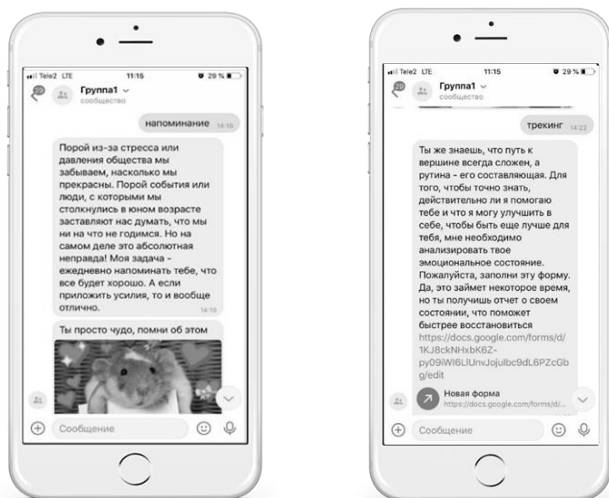 Tele2 LTE
11:15
29 %
29
Группа1
сообщество
напоминание 14:19
Порой из-за стресса или
давления общества мы
забываем, насколько мы
прекрасны. Порой события или
люди, с которыми мы
столкнулись в юном возрасте
заставляют нас думать, что мы
ни на что не годимся. Но на
самом деле это абсолютная
неправда! Моя задача -
ежедневно напоминать тебе, что
все будет хорошо. А если
приложить усилия, то и вообще
отлично.
14:19
Ты просто чудо, помни об этом
Сообщение
Tele2 LTE
11:15
29 %
29
Группа1
сообщество
трекинг 14:22
Ты же знаешь, что путь к
вершине всегда сложен, а
рутина - его составляющая. Для
того, чтобы точно знать,
действительно ли я помогаю
тебе и что я могу улучшить в
себе, чтобы быть еще лучше для
тебя, мне необходимо
анализировать твое
эмоциональное состояние.
Пожалуйста, заполни эту форму.
Да, это займет некоторое время,
но ты получишь отчет о своем
состоянии, что поможет
быстрее восстановиться
https://docs.google.com/forms/d/
1KJ8ckNHxbK6Z-
py09iWI6LlUnvJojulbc9dL6PZcGb
g/edit
Новая форма
https://docs.google.com/forms/d/...
Сообщение